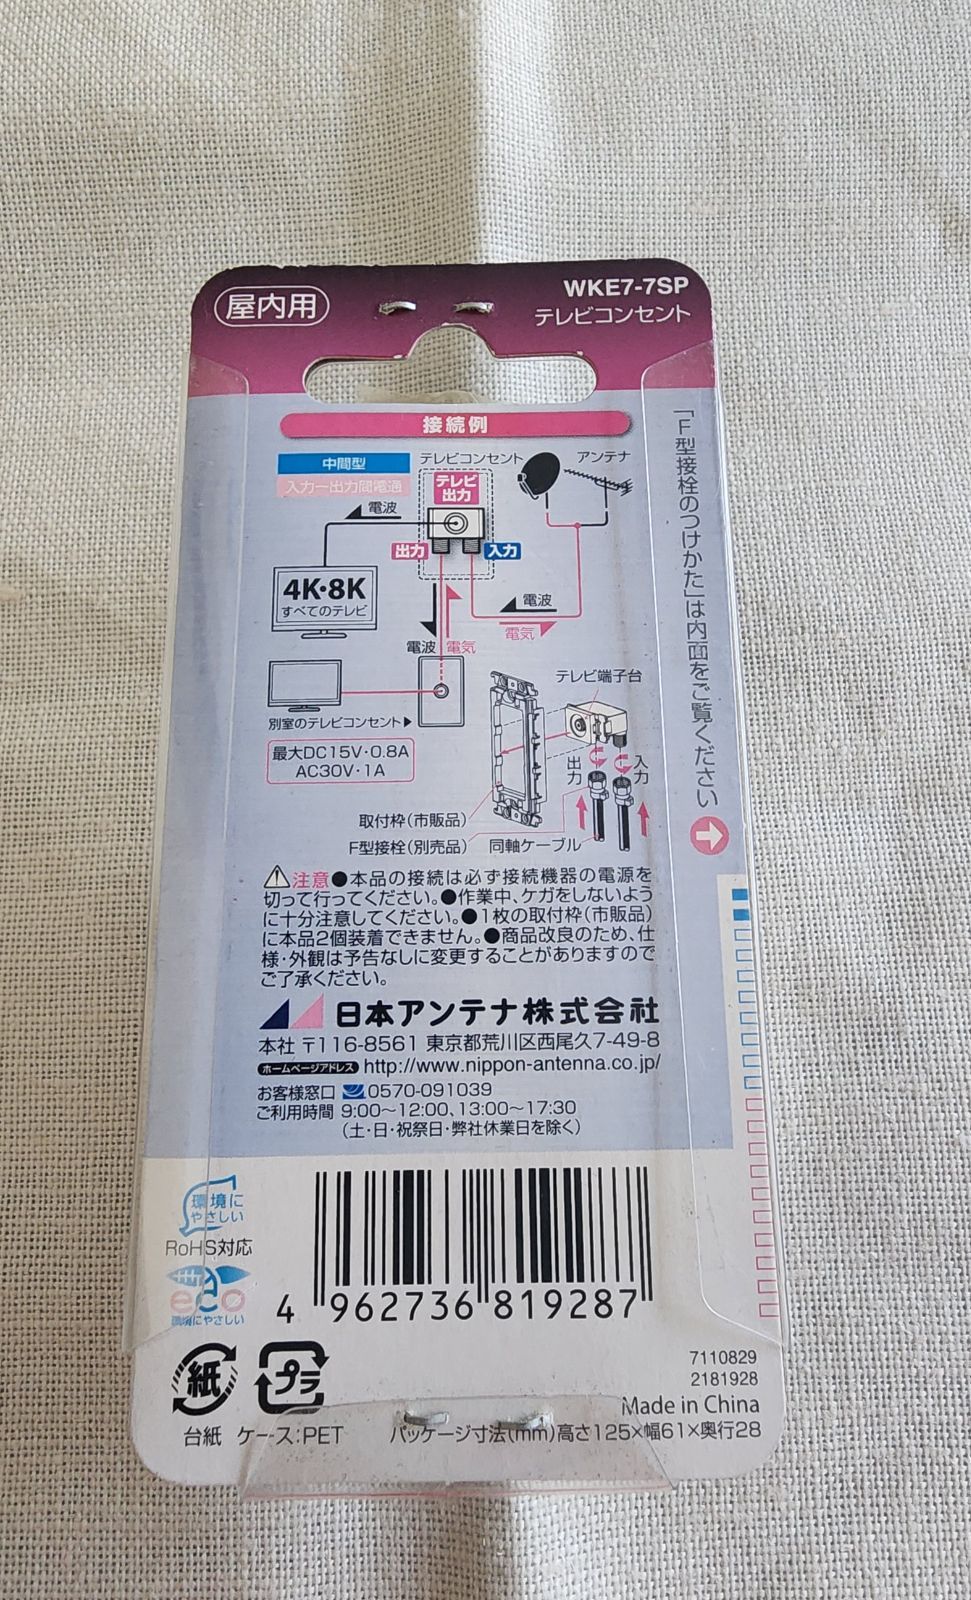 屋内用
WKE7-7SP
テレビコンセント
接続例
中間型
入力ー出力間電通
テレビコンセント
アンテナ
テレビ
出力
電波
出力
入力
4K・8K
すべてのテレビ
電波
電気
電波
電気
別室のテレビコンセント▶
最大DC15V・0.8A
AC30V・1A
テレビ端子台
出力
入力
取付枠(市販品)
F型接栓(別売品)
同軸ケーブル
「F型接栓のつけかた」は内面をご覧ください
⚠注意●本品の接続は必ず接続機器の電源を
切って行ってください。●作業中、ケガをしないよう
に十分注意してください。●1枚の取付枠(市販品)
に本品2個装着できません。●商品改良のため、仕
様・外観は予告なしに変更することがありますので
ご了承ください。
日本アンテナ株式会社
本社 〒116-8561 東京都荒川区西尾久7-49-8
ホームページアドレス http://www.nippon-antenna.co.jp/
お客様窓口 0570-091039
ご利用時間 9:00～12:00、13:00～17:30
(土・日・祝祭日・弊社休業日を除く)
環境に
やさしい
RoHS対応
eco
環境にやさしい
4 962736 819287
紙
プラ
台紙 ケース:PET
7110829
2181928
Made in China
パッケージ寸法(mm)高さ125×幅61×奥行28